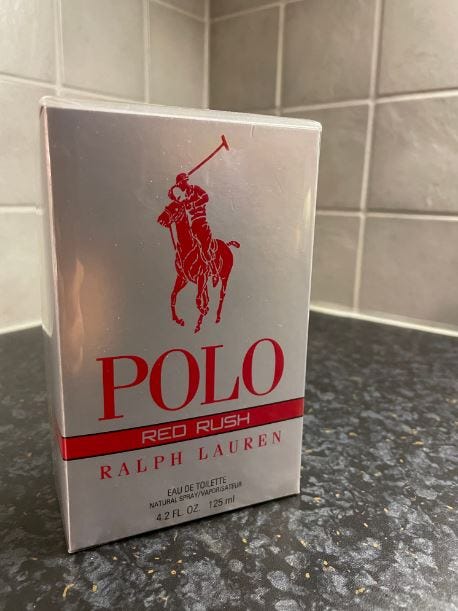 POLO
RED RUSH
RALPH LAUREN
EAU DE TOILETTE
NATURAL SPRAY/VAPORISATEUR
4.2 FL. OZ. 125 ml